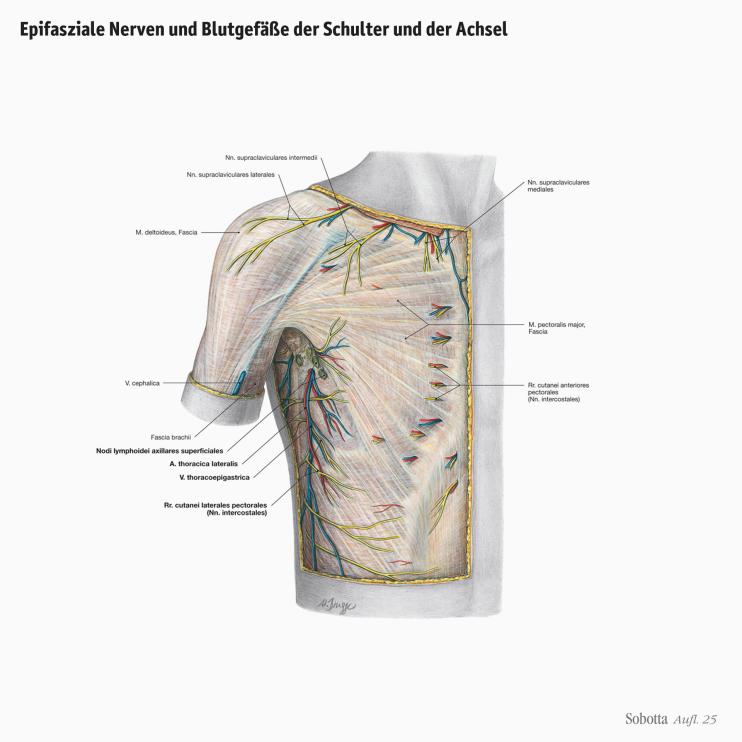 Epifasziale Nerven und Blutgefäße der Schulter und der Achsel
Nn. supraclaviculares intermedii
Nn. supraclaviculares laterales
Nn. supraclaviculares
mediales
M. deltoideus, Fascia
M. pectoralis major,
Fascia
V. cephalica
Rr. cutanei anteriores
pectorales
(Nn. intercostales)
Fascia brachii
Nodi lymphoidei axillares superficiales
A. thoracica lateralis
V. thoracoepigastrica
Rr. cutanei laterales pectorales
(Nn. intercostales)
Sobotta Aufl. 25